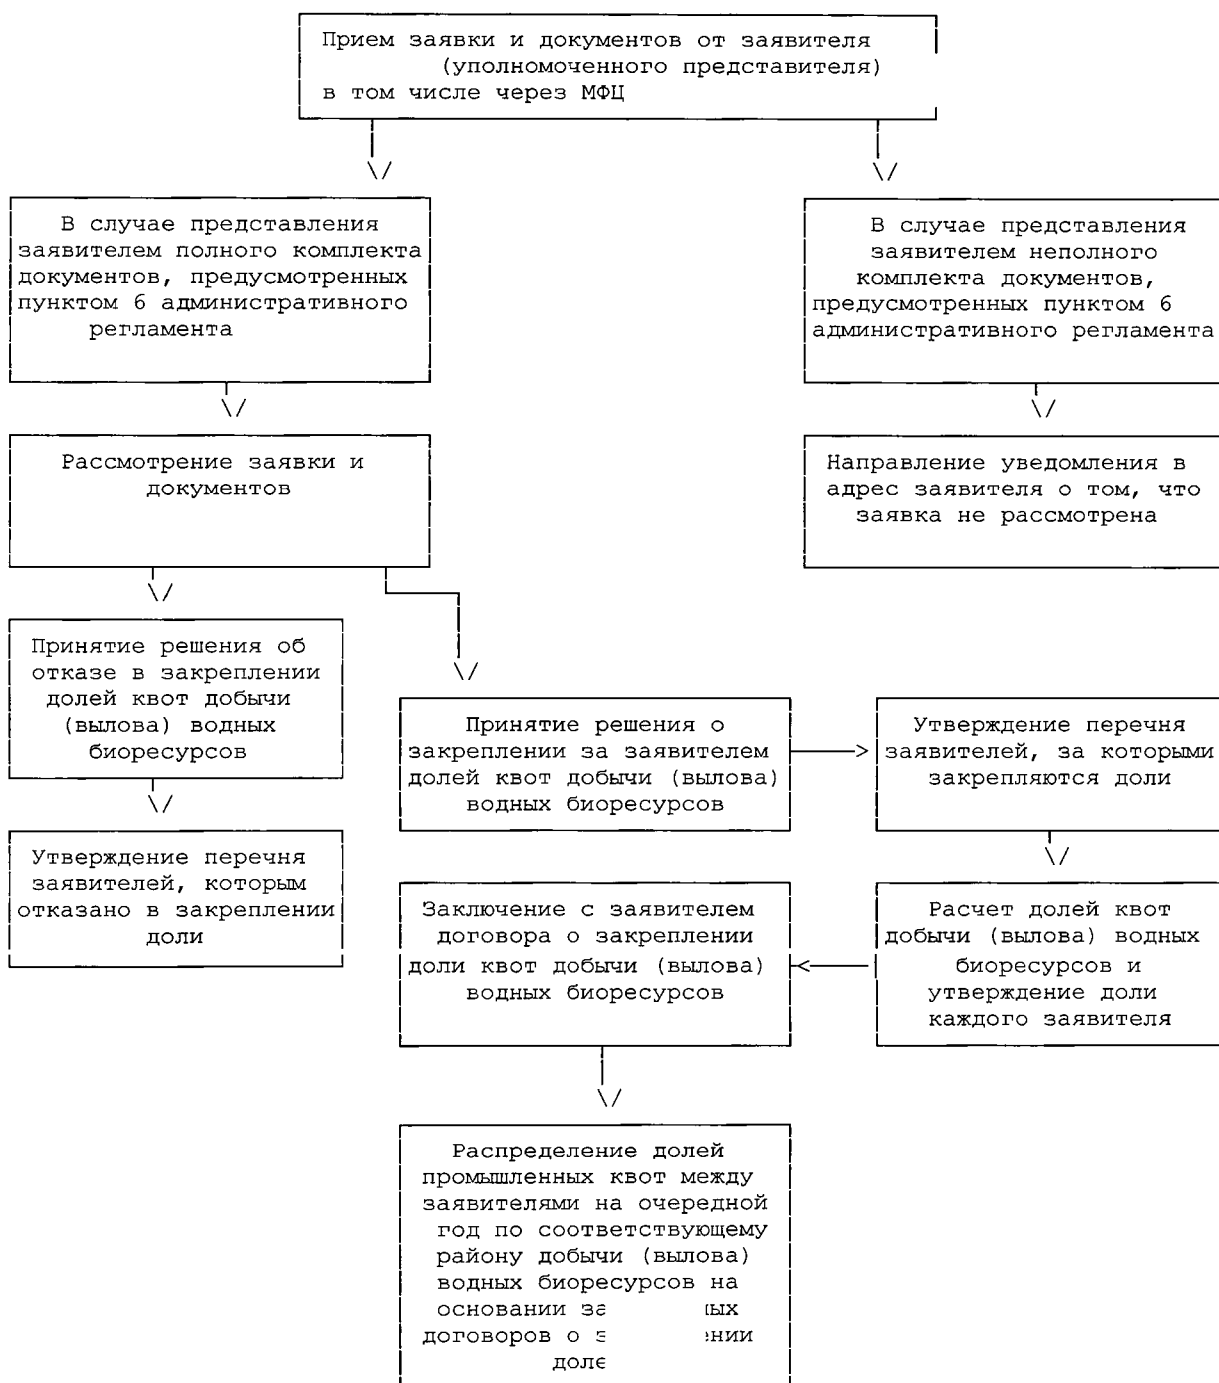 Прием заявки и документов от заявителя
(уполномоченного представителя)
в том числе через МФЦ
В случае представления
заявителем полного комплекта
документов, предусмотренных
пунктом 6 административного
регламента
В случае представления
заявителем неполного
комплекта документов,
предусмотренных пунктом 6
административного регламента
Рассмотрение заявки и
документов
Направление уведомления в
адрес заявителя о том, что
заявка не рассмотрена
Принятие решения об
отказе в закреплении
долей квот добычи
(вылова) водных
биоресурсов
Принятие решения о
закреплении за заявителем
долей квот добычи (вылова)
водных биоресурсов
Утверждение перечня
заявителей, за которыми
закрепляются доли
Утверждение перечня
заявителей, которым
отказано в закреплении
доли
Заключение с заявителем
договора о закреплении
доли квот добычи (вылова)
водных биоресурсов
Расчет долей квот
добычи (вылова) водных
биоресурсов и
утверждение доли
каждого заявителя
Распределение долей
промышленных квот между
заявителями на очередной
год по соответствующему
району добычи (вылова)
водных биоресурсов на
основании
договоров о